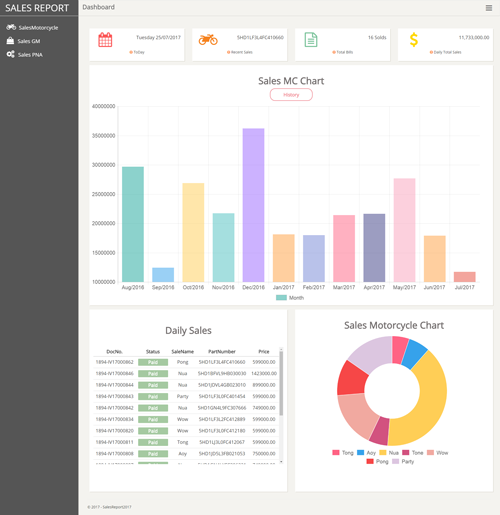 SALES REPORT
Dashboard
SalesMotorcycle
Sales GM
Sales PNA
Tuesday 25/07/2017
Today
5HD1LF3L4FC410660
Recent Sales
16 Solds
Total Bills
11,733,000.00
Daily Total Sales
Sales MC Chart
History
40000000
35000000
30000000
25000000
20000000
15000000
10000000
Aug/2016 Sep/2016 Oct/2016 Nov/2016 Dec/2016 Jan/2017 Feb/2017 Mar/2017 Apr/2017 May/2017 Jun/2017 Jul/2017
Month
Daily Sales
DocNo. Status SaleName PartNumber Price
1894-IV17000862 Paid Pong 5HD1LF3L4FC410660 599000.00
1894-IV17000846 Paid Nua 5HD1BFVL9HB030030 1423000.00
1894-IV17000844 Paid Nua 5HD1JDVL4GB023010 899000.00
1894-IV17000843 Paid Party 5HD1LF3L0FC401454 599000.00
1894-IV17000842 Paid Nua 5HD1GN4L9FC307666 749000.00
1894-IV17000834 Paid Wow 5HD1LF3L2FC412889 599000.00
1894-IV17000820 Paid Wow 5HD1LF3L0FC412180 599000.00
1894-IV17000811 Paid Tong 5HD1LJ3L0FC412067 599000.00
1894-IV17000808 Paid Aoy 5HD1JD5L3FB021053 750000.00
Sales Motorcycle Chart
Tong Aoy Nua Tone Wow
Pong Party
© 2017 - SalesReport2017